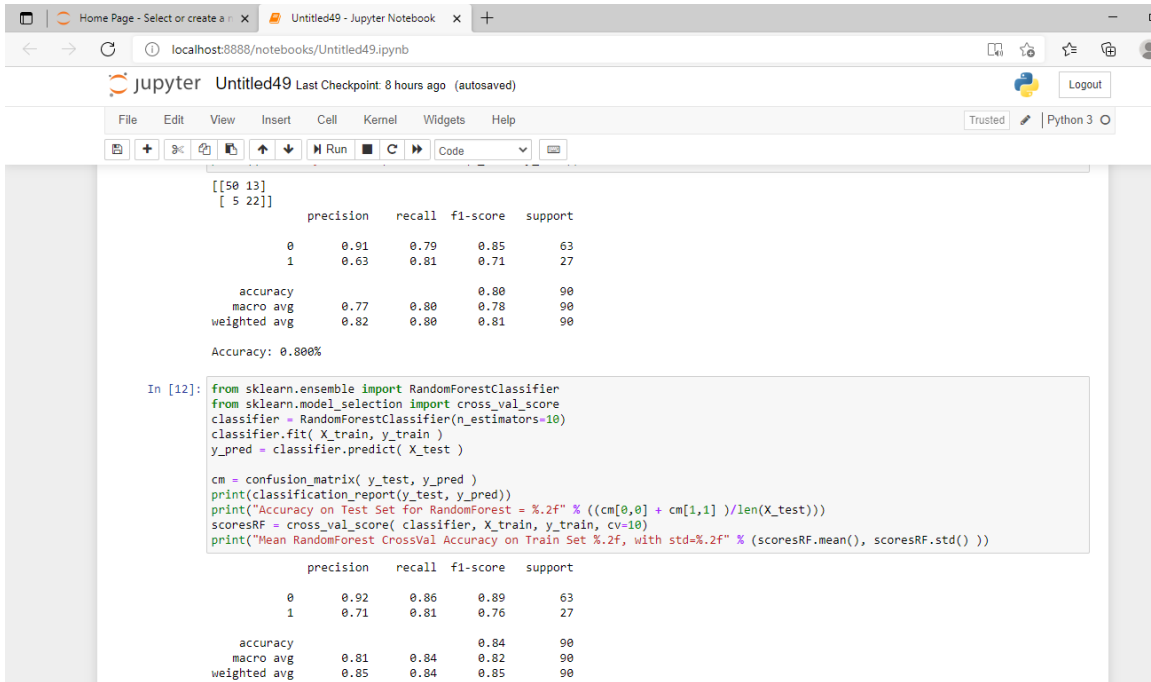 Home Page - Select or create a n
Untitled49 - Jupyter Notebook
localhost:8888/notebooks/Untitled49.ipynb
jupyter Untitled49 Last Checkpoint: 8 hours ago (autosaved)
Logout
File Edit View Insert Cell Kernel Widgets Help
Trusted Python 3
Run Code
[[50 13]
[ 5 22]]
precision recall f1-score support
0 0.91 0.79 0.85 63
1 0.63 0.81 0.71 27
accuracy 0.80 90
macro avg 0.77 0.80 0.78 90
weighted avg 0.82 0.80 0.81 90
Accuracy: 0.800%
In [12]: from sklearn.ensemble import RandomForestClassifier
from sklearn.model_selection import cross_val_score
classifier = RandomForestClassifier(n_estimators=10)
classifier.fit( X_train, y_train )
y_pred = classifier.predict( X_test )
cm = confusion_matrix( y_test, y_pred )
print(classification_report(y_test, y_pred))
print("Accuracy on Test Set for RandomForest = %.2f" % ((cm[0,0] + cm[1,1] )/len(X_test)))
scoresRF = cross_val_score( classifier, X_train, y_train, cv=10)
print("Mean RandomForest CrossVal Accuracy on Train Set %.2f, with std=%.2f" % (scoresRF.mean(), scoresRF.std() ))
precision recall f1-score support
0 0.92 0.86 0.89 63
1 0.71 0.81 0.76 27
accuracy 0.84 90
macro avg 0.81 0.84 0.82 90
weighted avg 0.85 0.84 0.85 90